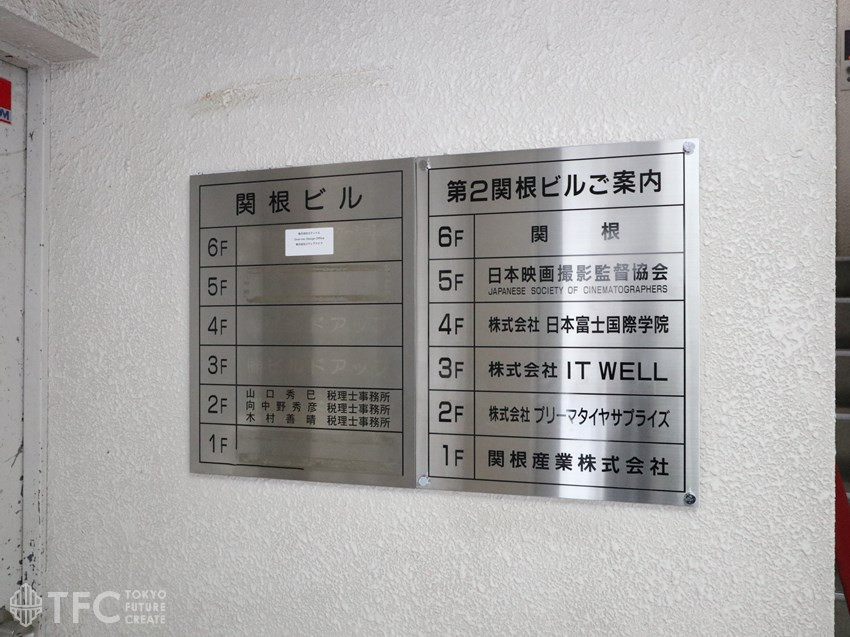 関根ビル
6F
5F
4F
3F
2F 山口秀巳 税理士事務所
向中野秀彦 税理士事務所
木村善晴 税理士事務所
1F
第2関根ビルご案内
6F 関根
5F 日本映画撮影監督協会
JAPANESE SOCIETY OF CINEMATOGRAPHERS
4F 株式会社 日本富士国際学院
3F 株式会社 IT WELL
2F 株式会社 プリーマタイヤサプライズ
1F 関根産業株式会社
TFC TOKYO
FUTURE
CREATE